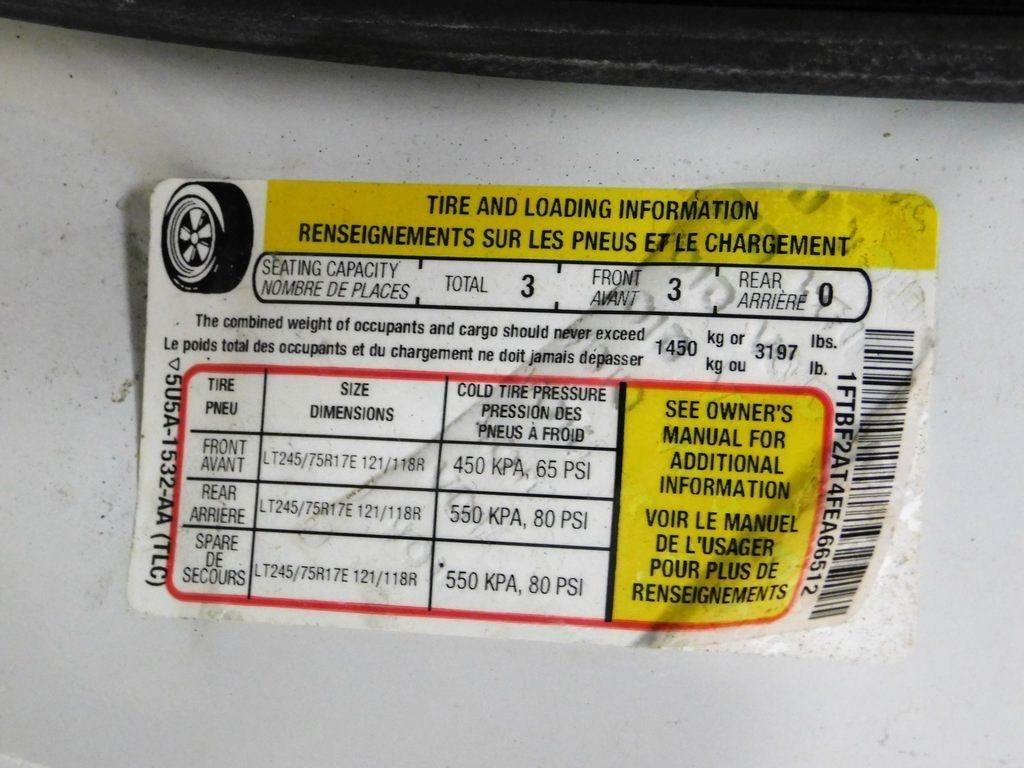 TIRE AND LOADING INFORMATION
RENSEIGNEMENTS SUR LES PNEUS ET LE CHARGEMENT
SEATING CAPACITY TOTAL 3 FRONT 3 REAR 0
NOMBRE DE PLACES AVANT ARRIÈRE
The combined weight of occupants and cargo should never exceed 1450 kg or 3197 lbs.
Le poids total des occupants et du chargement ne doit jamais dépasser kg ou lb.
TIRE SIZE COLD TIRE PRESSURE
PNEU DIMENSIONS PRESSION DES
PNEUS À FROID
FRONT
AVANT LT245/75R17E 121/118R 450 KPA, 65 PSI
REAR
ARRIÈRE LT245/75R17E 121/118R 550 KPA, 80 PSI
SPARE
DE
SECOURS LT245/75R17E 121/118R 550 KPA, 80 PSI
SEE OWNER'S
MANUAL FOR
ADDITIONAL
INFORMATION
VOIR LE MANUEL
DE L'USAGER
POUR PLUS DE
RENSEIGNEMENTS
5U5A-1532-AA (TLC)
1FTBF2AT4FEA66512